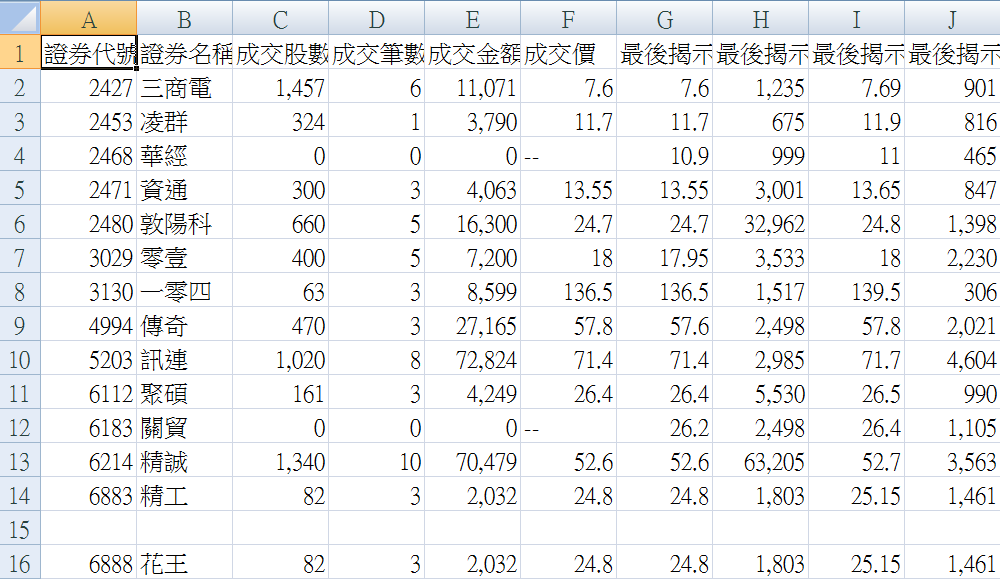 A B C D E F G H I J
1 證券代號 證券名稱 成交股數 成交筆數 成交金額 成交價 最後揭示 最後揭示 最後揭示 最後揭示
2 2427 三商電 1,457 6 11,071 7.6 7.6 1,235 7.69 901
3 2453 凌群 324 1 3,790 11.7 11.7 675 11.9 816
4 2468 華經 0 0 0 -- 10.9 999 11 465
5 2471 資通 300 3 4,063 13.55 13.55 3,001 13.65 847
6 2480 敦陽科 660 5 16,300 24.7 24.7 32,962 24.8 1,398
7 3029 零壹 400 5 7,200 18 17.95 3,533 18 2,230
8 3130 一零四 63 3 8,599 136.5 136.5 1,517 139.5 306
9 4994 傳奇 470 3 27,165 57.8 57.6 2,498 57.8 2,021
10 5203 訊連 1,020 8 72,824 71.4 71.4 2,985 71.7 4,604
11 6112 聚碩 161 3 4,249 26.4 26.4 5,530 26.5 990
12 6183 關貿 0 0 0 -- 26.2 2,498 26.4 1,105
13 6214 精誠 1,340 10 70,479 52.6 52.6 63,205 52.7 3,563
14 6883 精工 82 3 2,032 24.8 24.8 1,803 25.15 1,461
15
16 6888 花王 82 3 2,032 24.8 24.8 1,803 25.15 1,461